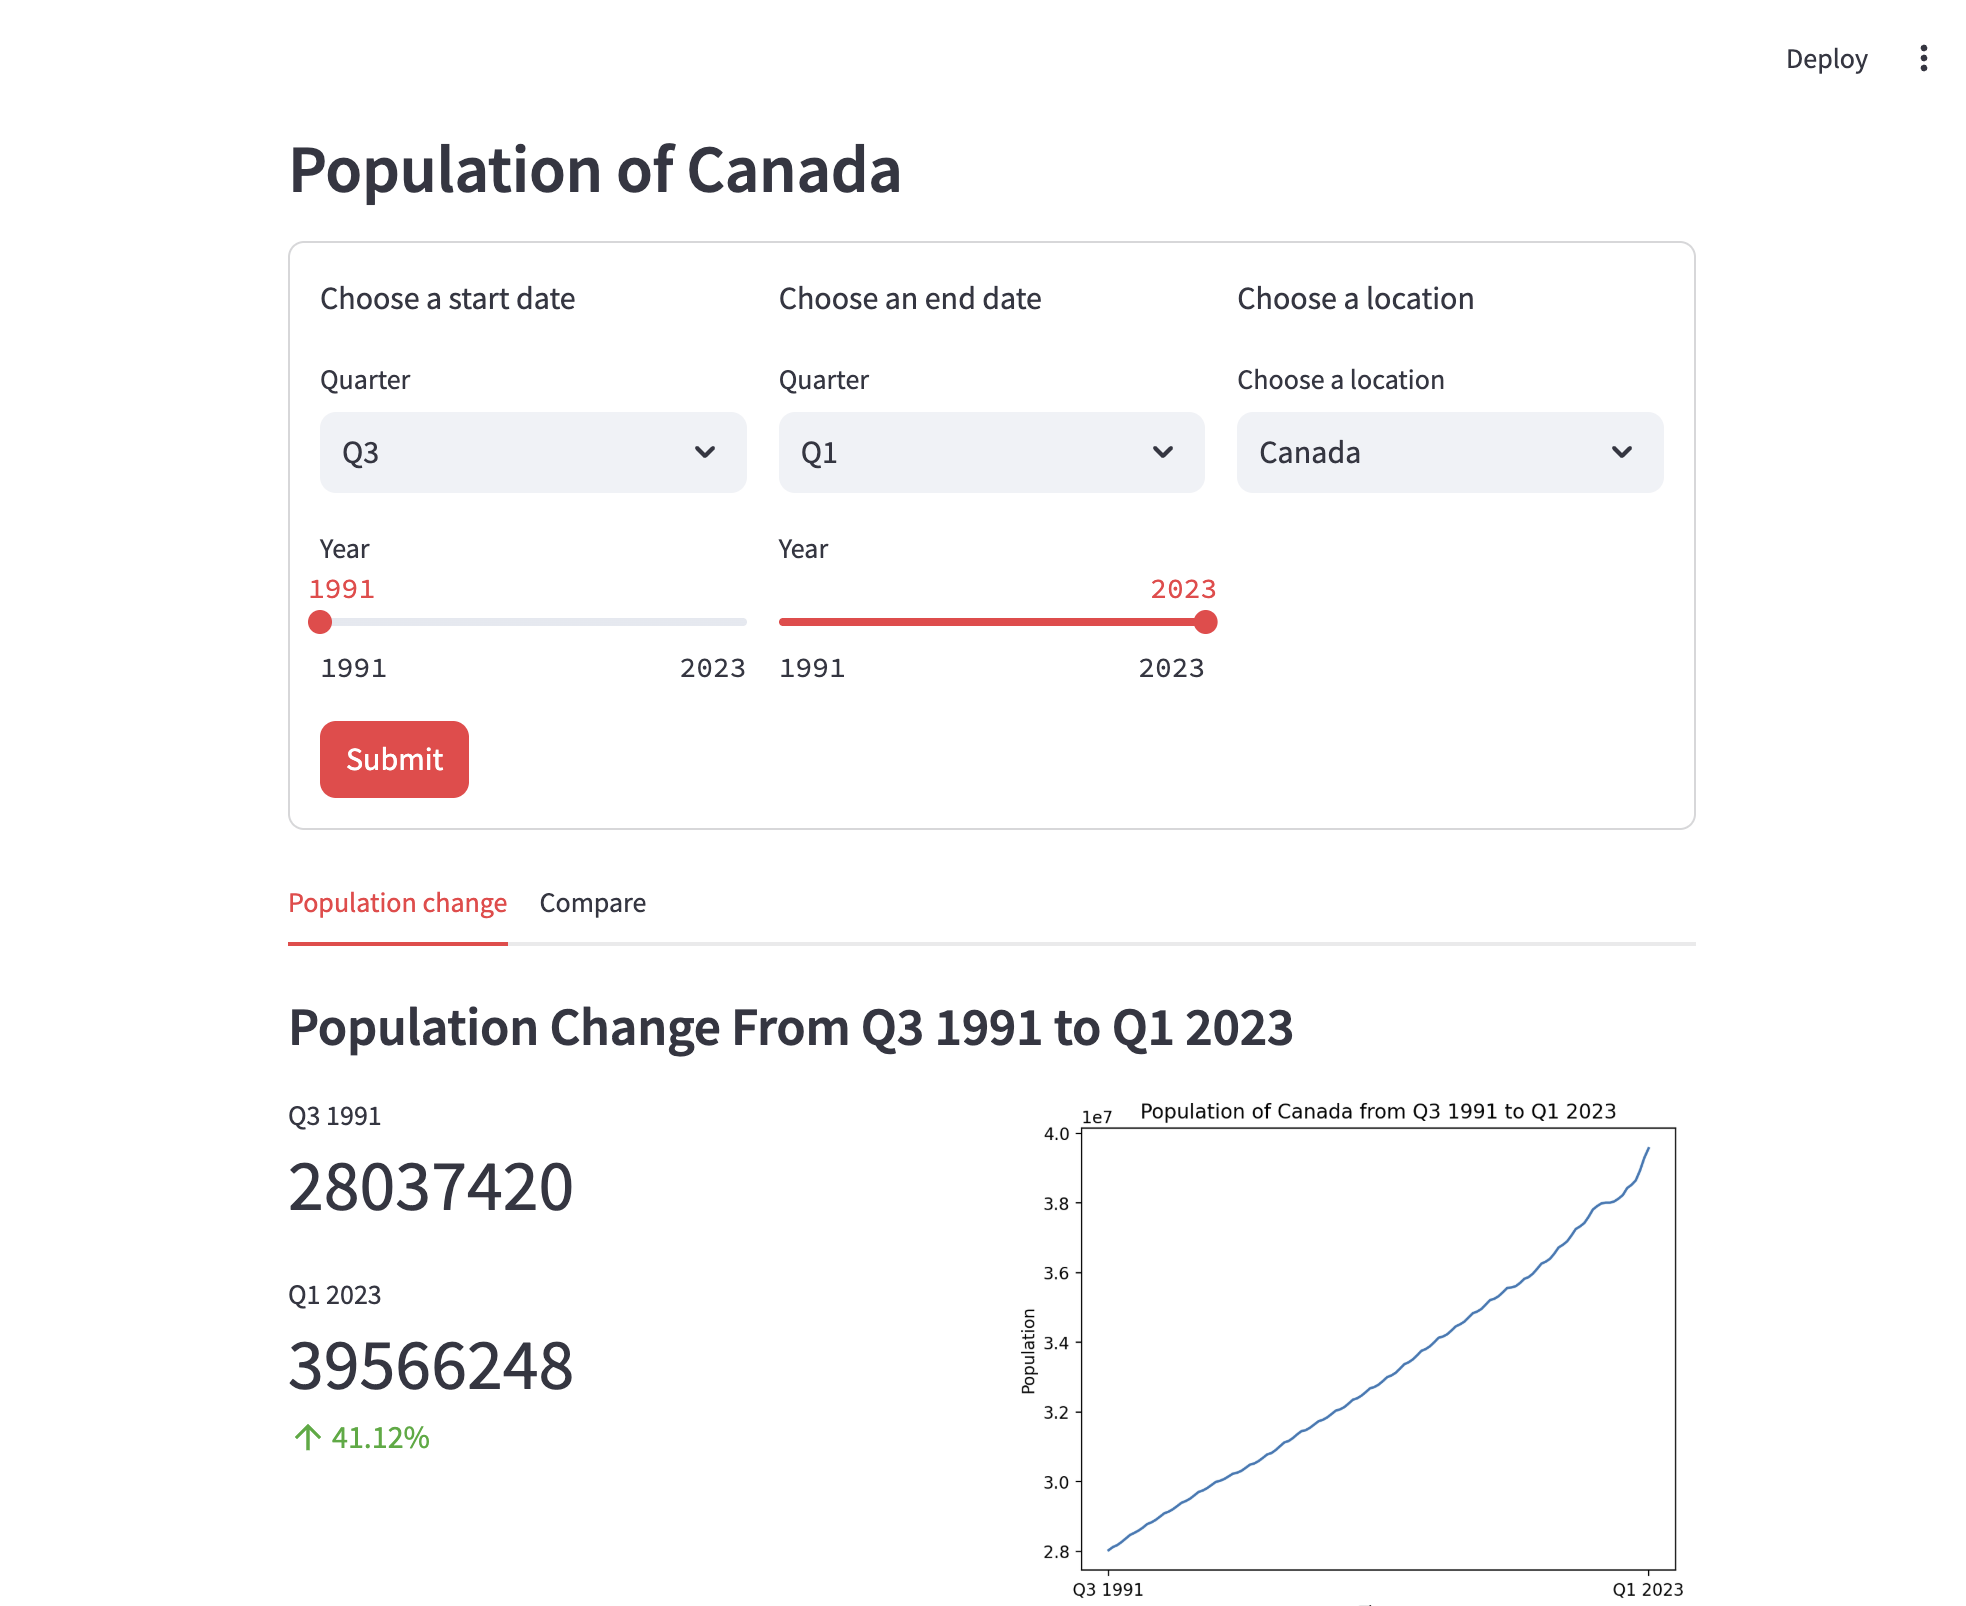 Deploy
Population of Canada
Choose a start date
Choose an end date
Choose a location
Quarter
Quarter
Choose a location
Q3
Q1
Canada
Year
Year
1991
2023
1991 2023
1991 2023
Submit
Population change Compare
Population Change From Q3 1991 to Q1 2023
Q3 1991
28037420
Q1 2023
39566248
41.12%
Population of Canada from Q3 1991 to Q1 2023
1e7
4.0
3.8
3.6
3.4
3.2
3.0
2.8
Population
Q3 1991
Q1 2023